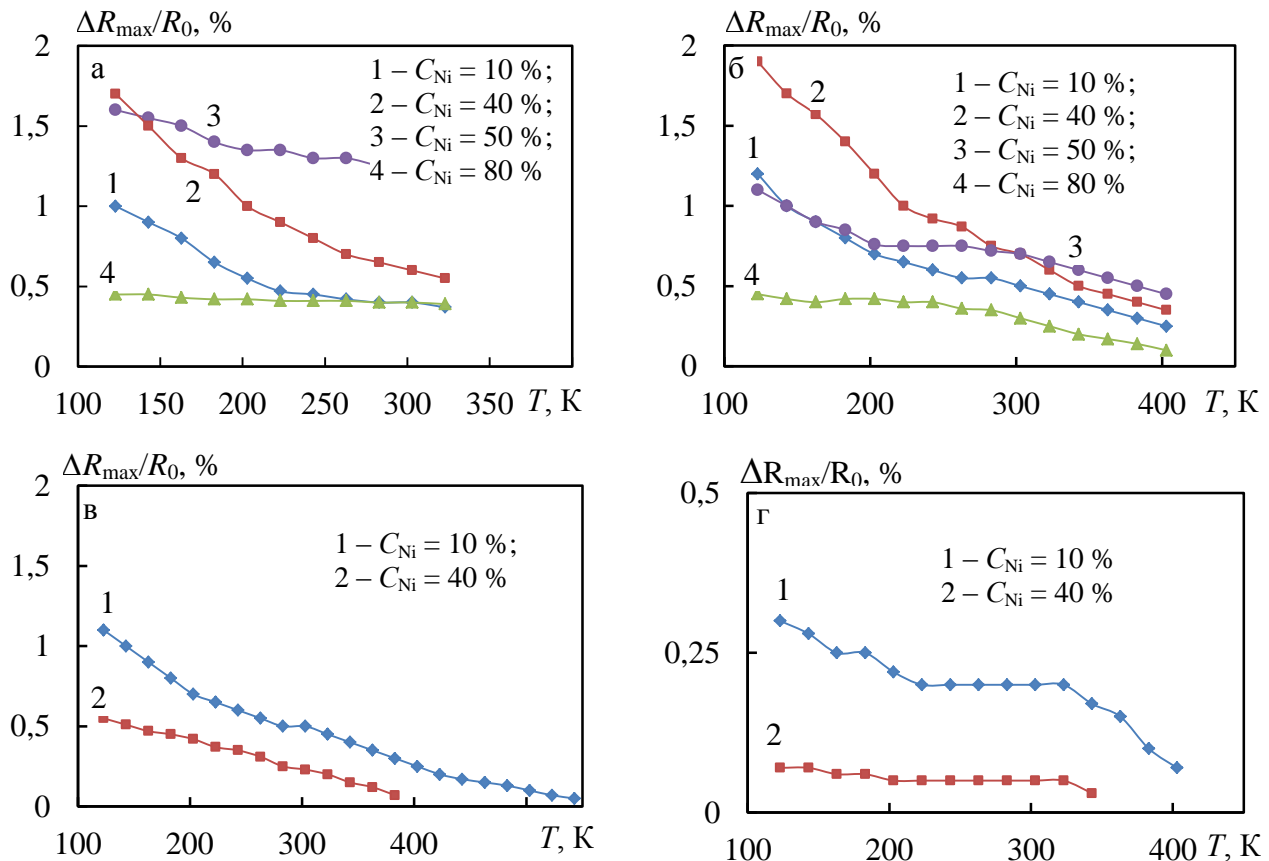 ΔRmax/R0, %
2
1,5
1
0,5
0
а
1 – CNi = 10 %;
2 – CNi = 40 %;
3 – CNi = 50 %;
4 – CNi = 80 %
3
2
1
4
100 150 200 250 300 350 T, К
ΔRmax/R0, %
2
1,5
1
0,5
0
б
2
1 – CNi = 10 %;
2 – CNi = 40 %;
3 – CNi = 50 %;
4 – CNi = 80 %
1
3
4
100 200 300 400 T, К
ΔRmax/R0, %
2
1,5
1
0,5
0
в
1 – CNi = 10 %;
2 – CNi = 40 %
1
2
100 200 300 400 T, К
ΔRmax/R0, %
0,5
0,25
0
г
1 – CNi = 10 %
2 – CNi = 40 %
1
2
100 200 300 400 T, К